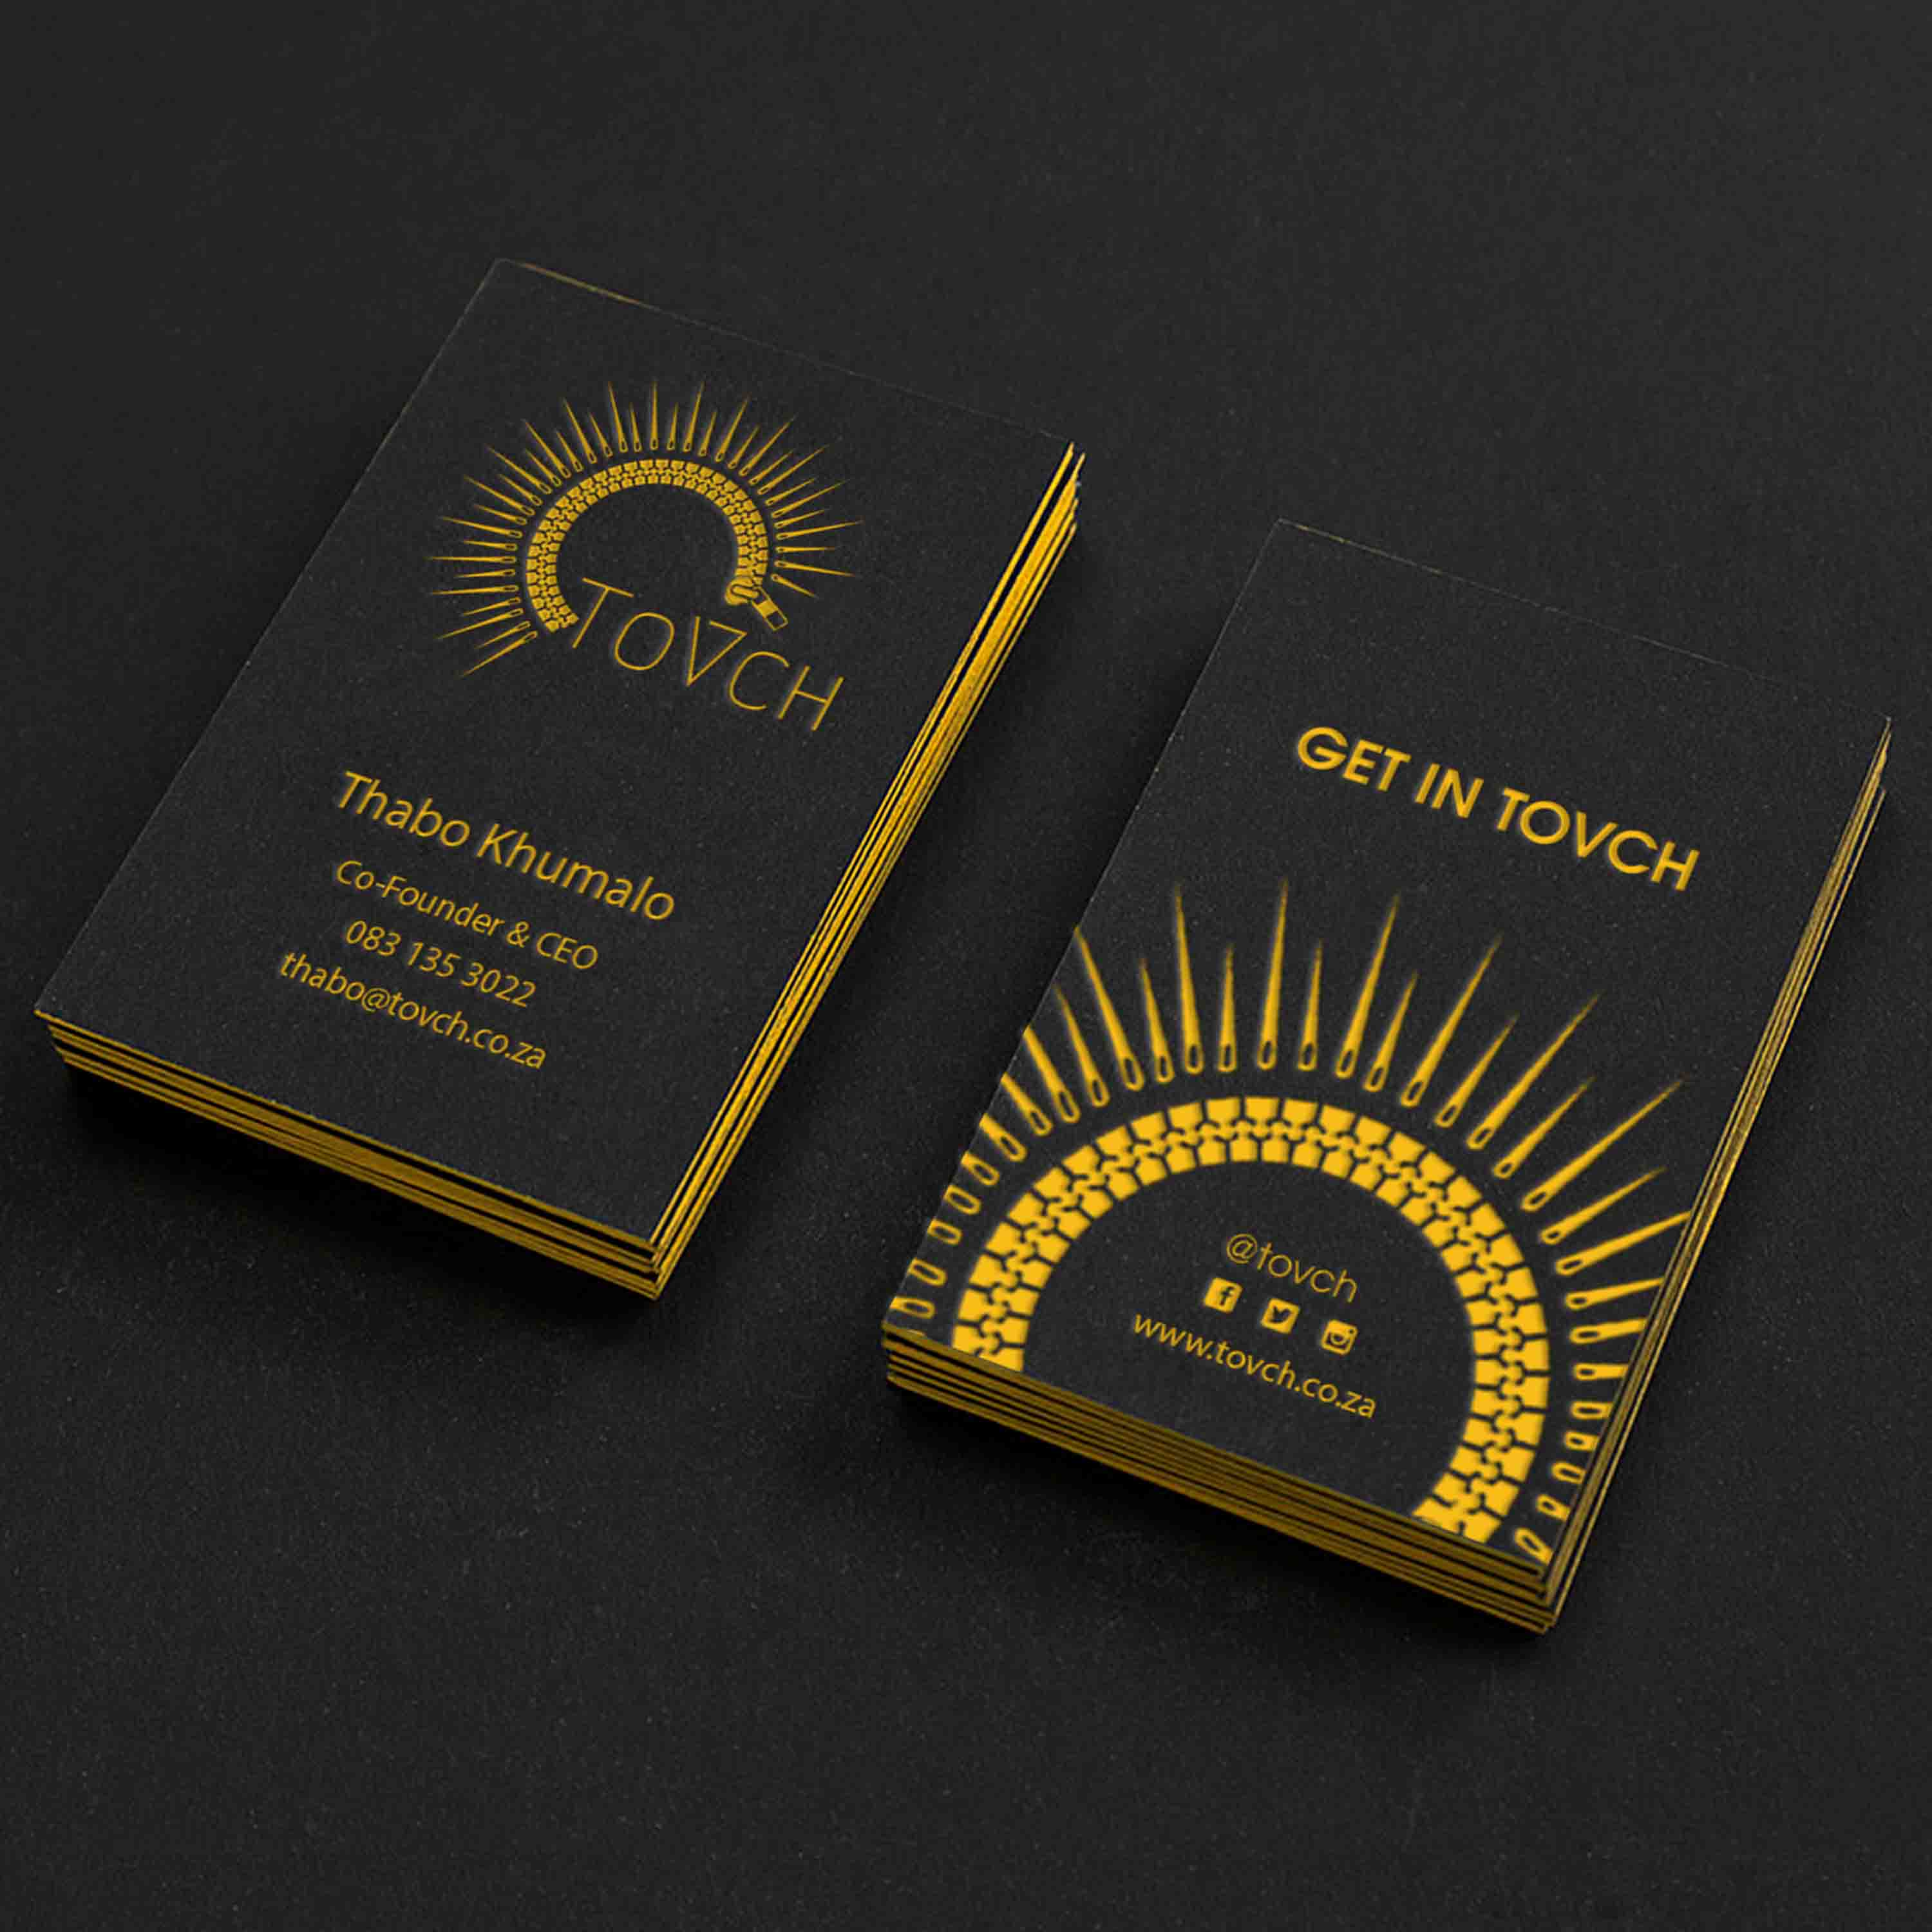 TOVCH
Thabo Khumalo
Co-Founder & CEO
083 135 3022
thabo@tovch.co.za
GET IN TOVCH
@tovch
www.tovch.co.za